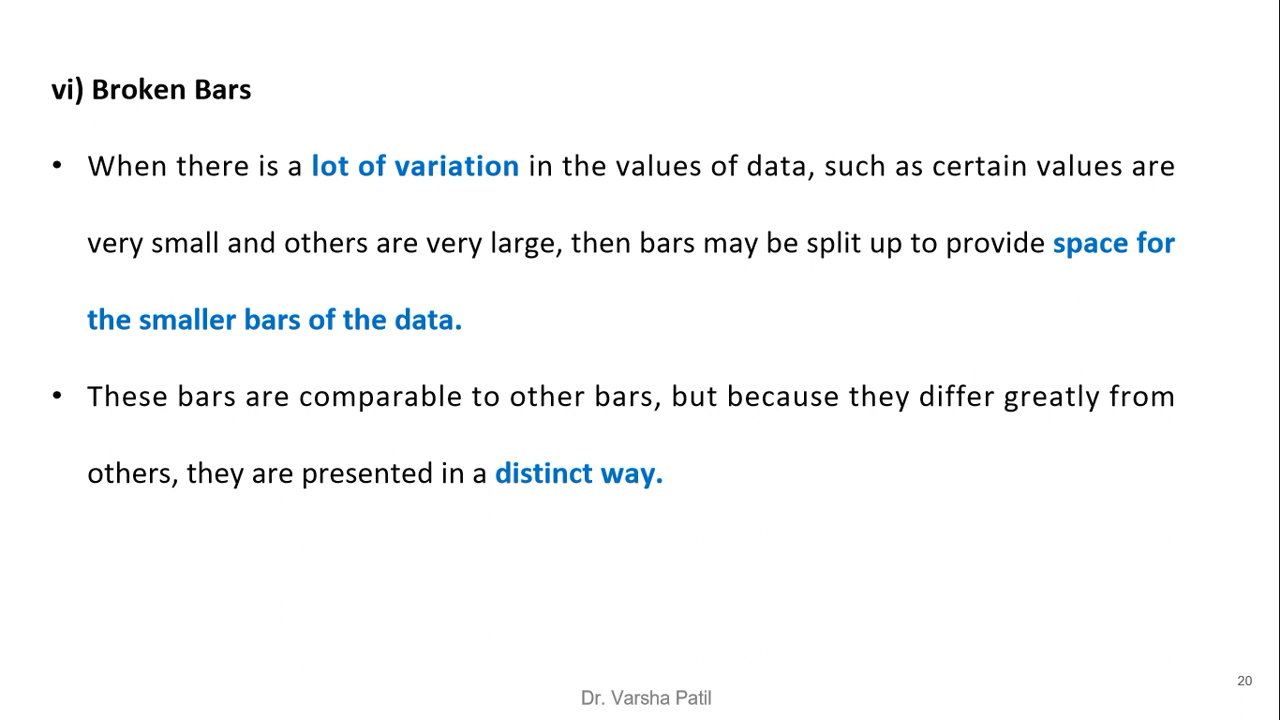 vi) Broken Bars
• When there is a lot of variation in the values of data, such as certain values are
very small and others are very large, then bars may be split up to provide space for
the smaller bars of the data.
• These bars are comparable to other bars, but because they differ greatly from
others, they are presented in a distinct way.
20
Dr. Varsha Patil